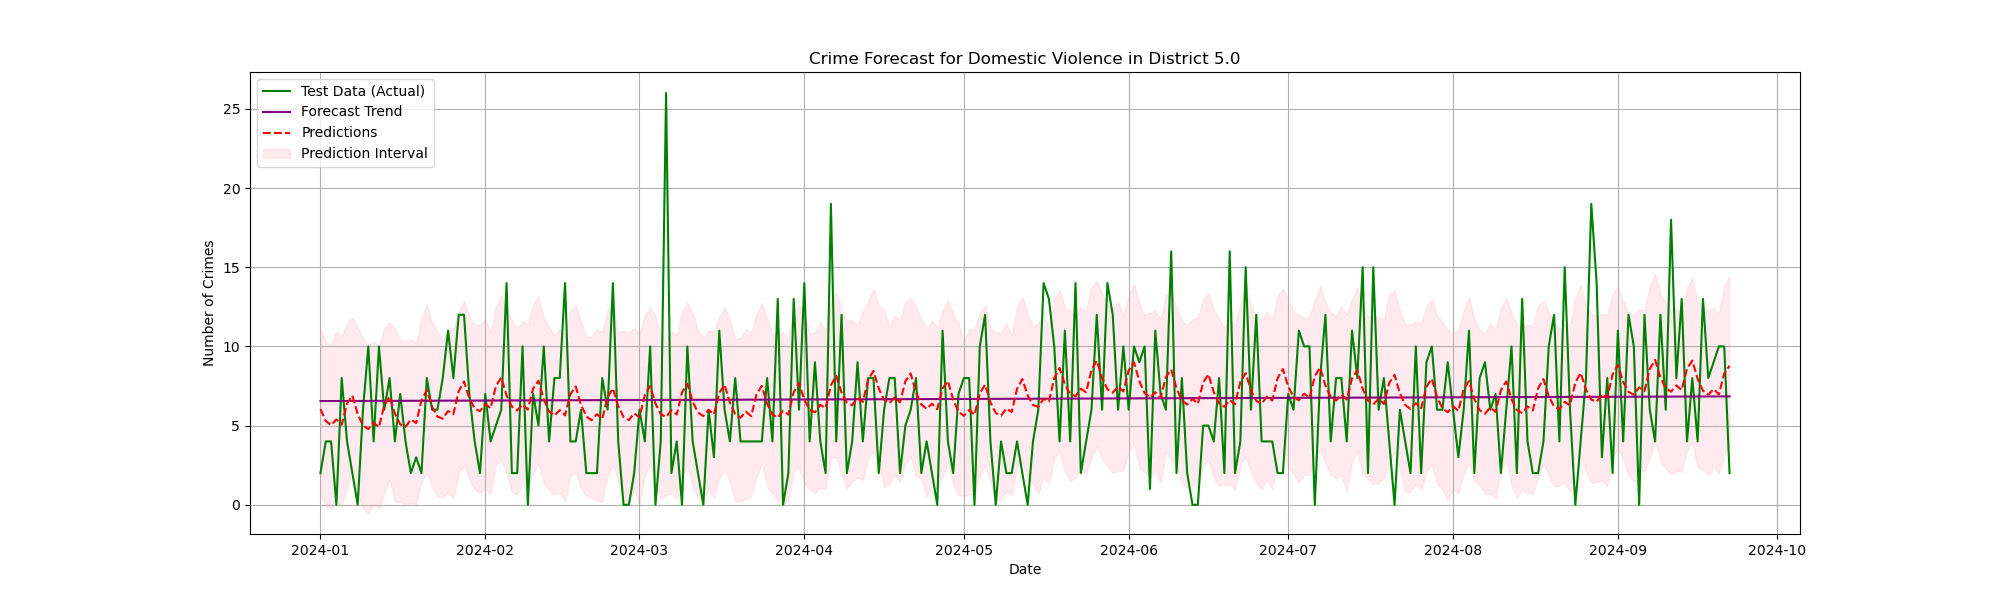 Crime Forecast for Domestic Violence in District 5.0
Test Data (Actual)
Forecast Trend
Predictions
Prediction Interval
Number of Crimes
25
20
15
10
5
0
2024-01 2024-02 2024-03 2024-04 2024-05 2024-06 2024-07 2024-08 2024-09 2024-10
Date